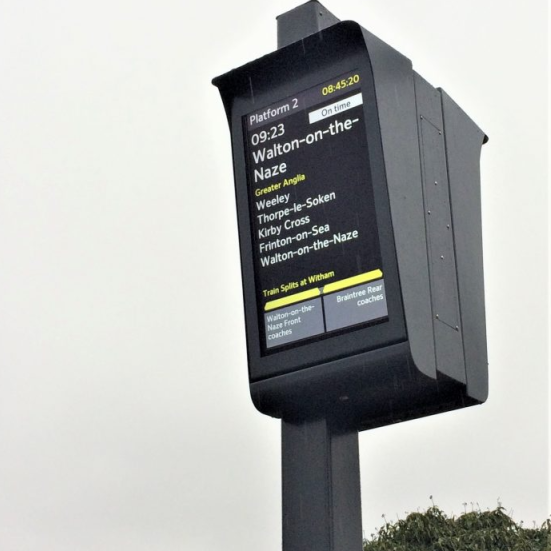 Platform 2 08:45:20
09:23 On time
Walton-on-the-
Naze
Greater Anglia
Weeley
Thorpe-le-Soken
Kirby Cross
Frinton-on-Sea
Walton-on-the-Naze
Train Splits at Witham
Walton-on-the-
Naze Front
coaches
Braintree Rear
coaches